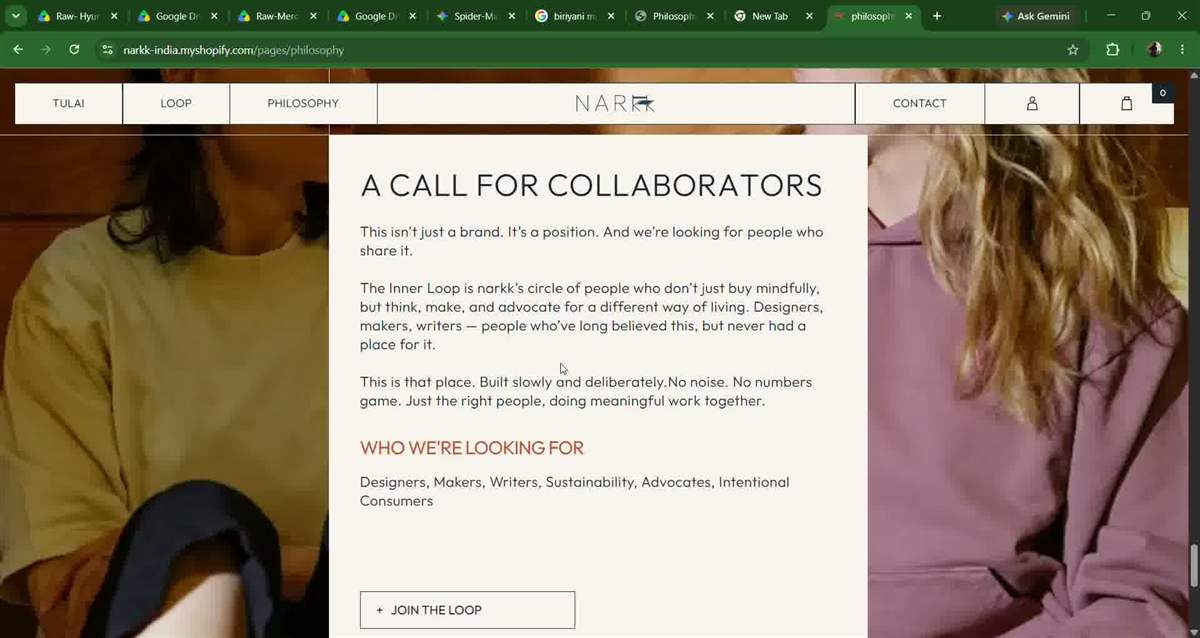 Raw- Hyun
Google Dr
Raw-Merc
Google Dr
Spider-Ma
biriyani m
Philosoph
New Tab
philosoph
Ask Gemini
narkk-india.myshopify.com/pages/philosophy
TULAI
LOOP
PHILOSOPHY
NARKK
CONTACT
0
A CALL FOR COLLABORATORS
This isn't just a brand. It's a position. And we're looking for people who
share it.
The Inner Loop is narkk's circle of people who don't just buy mindfully,
but think, make, and advocate for a different way of living. Designers,
makers, writers — people who've long believed this, but never had a
place for it.
This is that place. Built slowly and deliberately.No noise. No numbers
game. Just the right people, doing meaningful work together.
WHO WE'RE LOOKING FOR
Designers, Makers, Writers, Sustainability, Advocates, Intentional
Consumers
+ JOIN THE LOOP